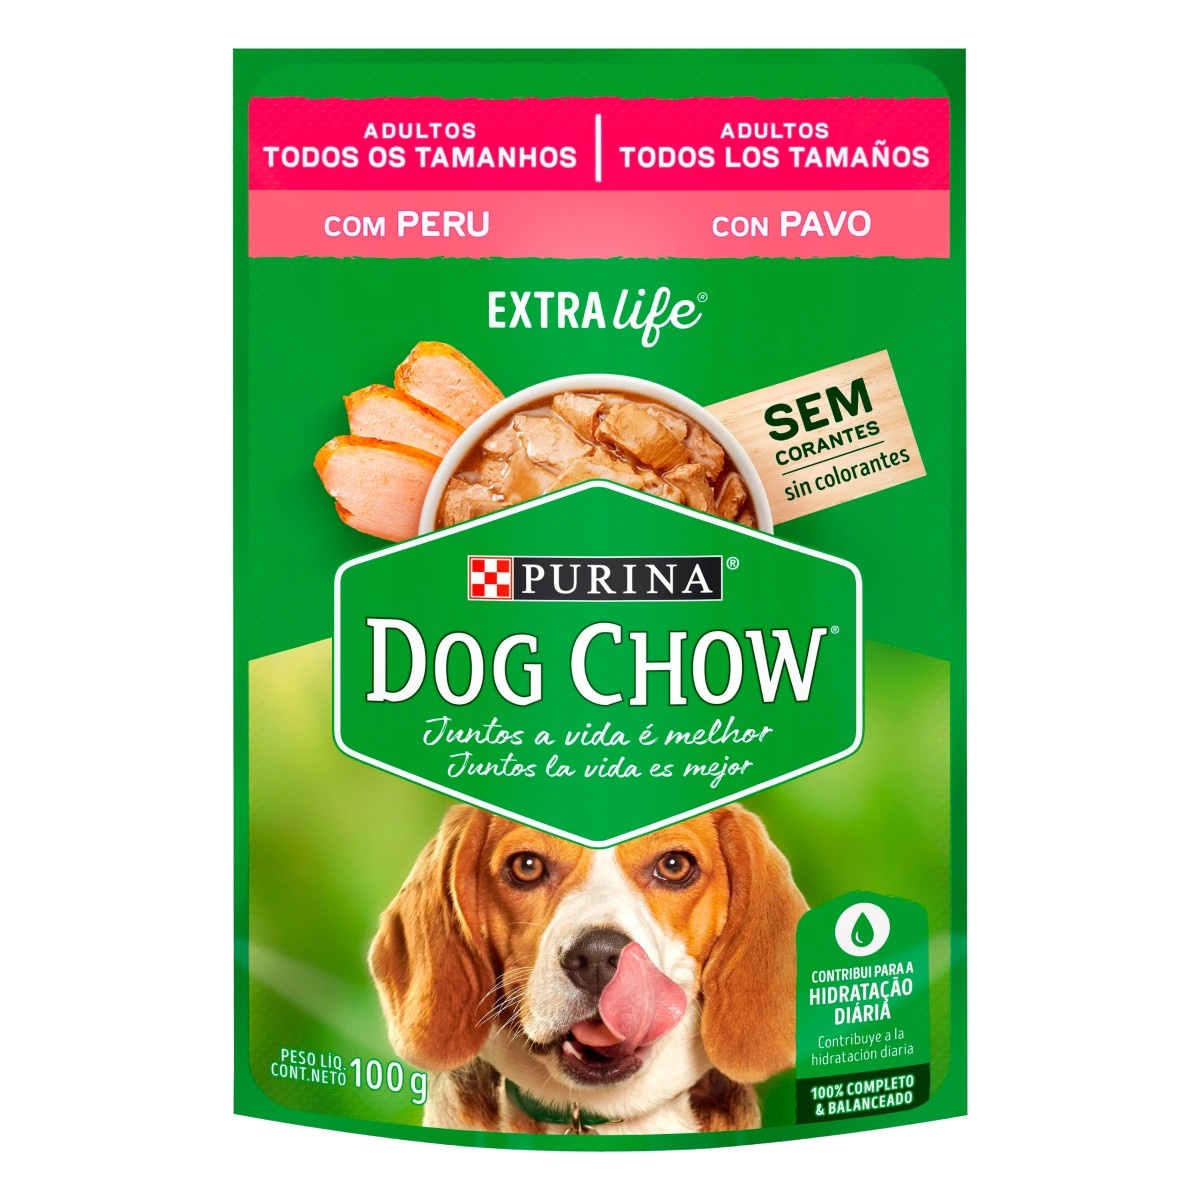 ADULTOS
TODOS OS TAMANHOS
ADULTOS
TODOS LOS TAMAÑOS
COM PERU
CON PAVO
EXTRA life®
SEM
CORANTES
sin colorantes
PURINA®
DOG CHOW®
Juntos a vida é melhor
Juntos la vida es mejor
CONTRIBUI PARA A
HIDRATAÇÃO
DIÁRIA
Contribuye a la
hidratación diaria
100% COMPLETO
& BALANCEADO
PESO LÍQ.
CONT.NETO 100g